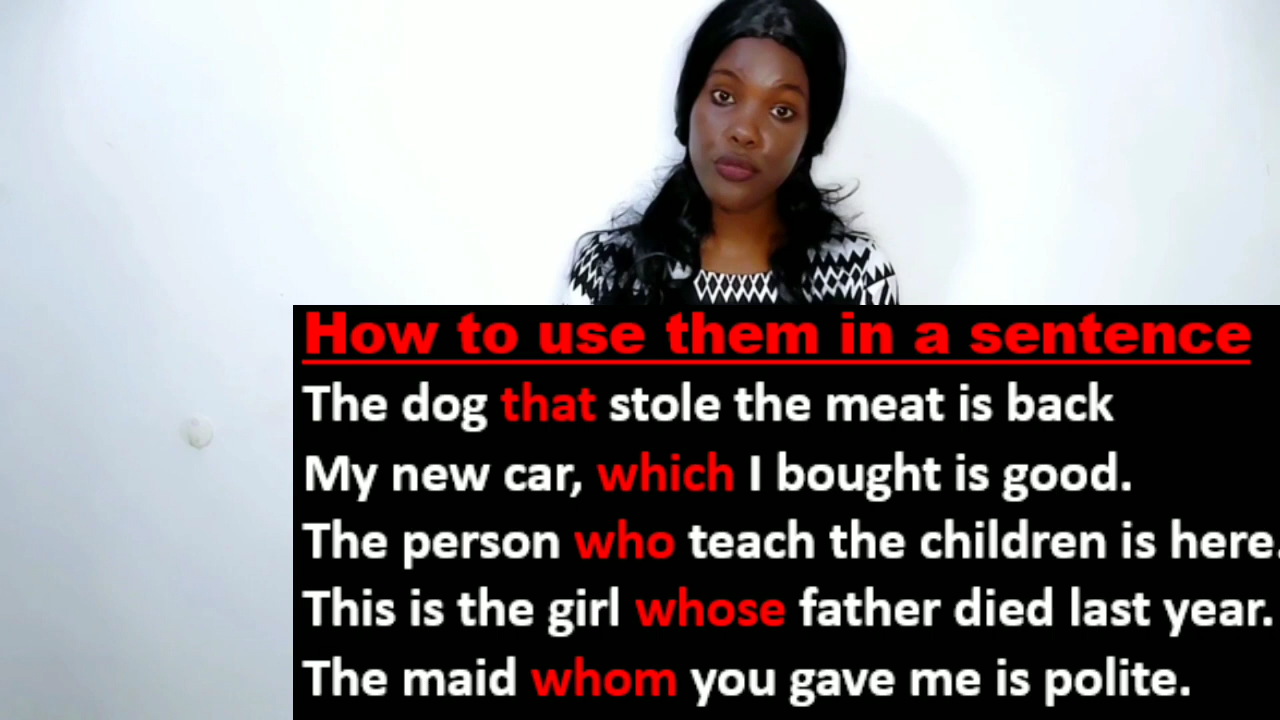 How to use them in a sentence
The dog that stole the meat is back
My new car, which I bought is good.
The person who teach the children is here.
This is the girl whose father died last year.
The maid whom you gave me is polite.